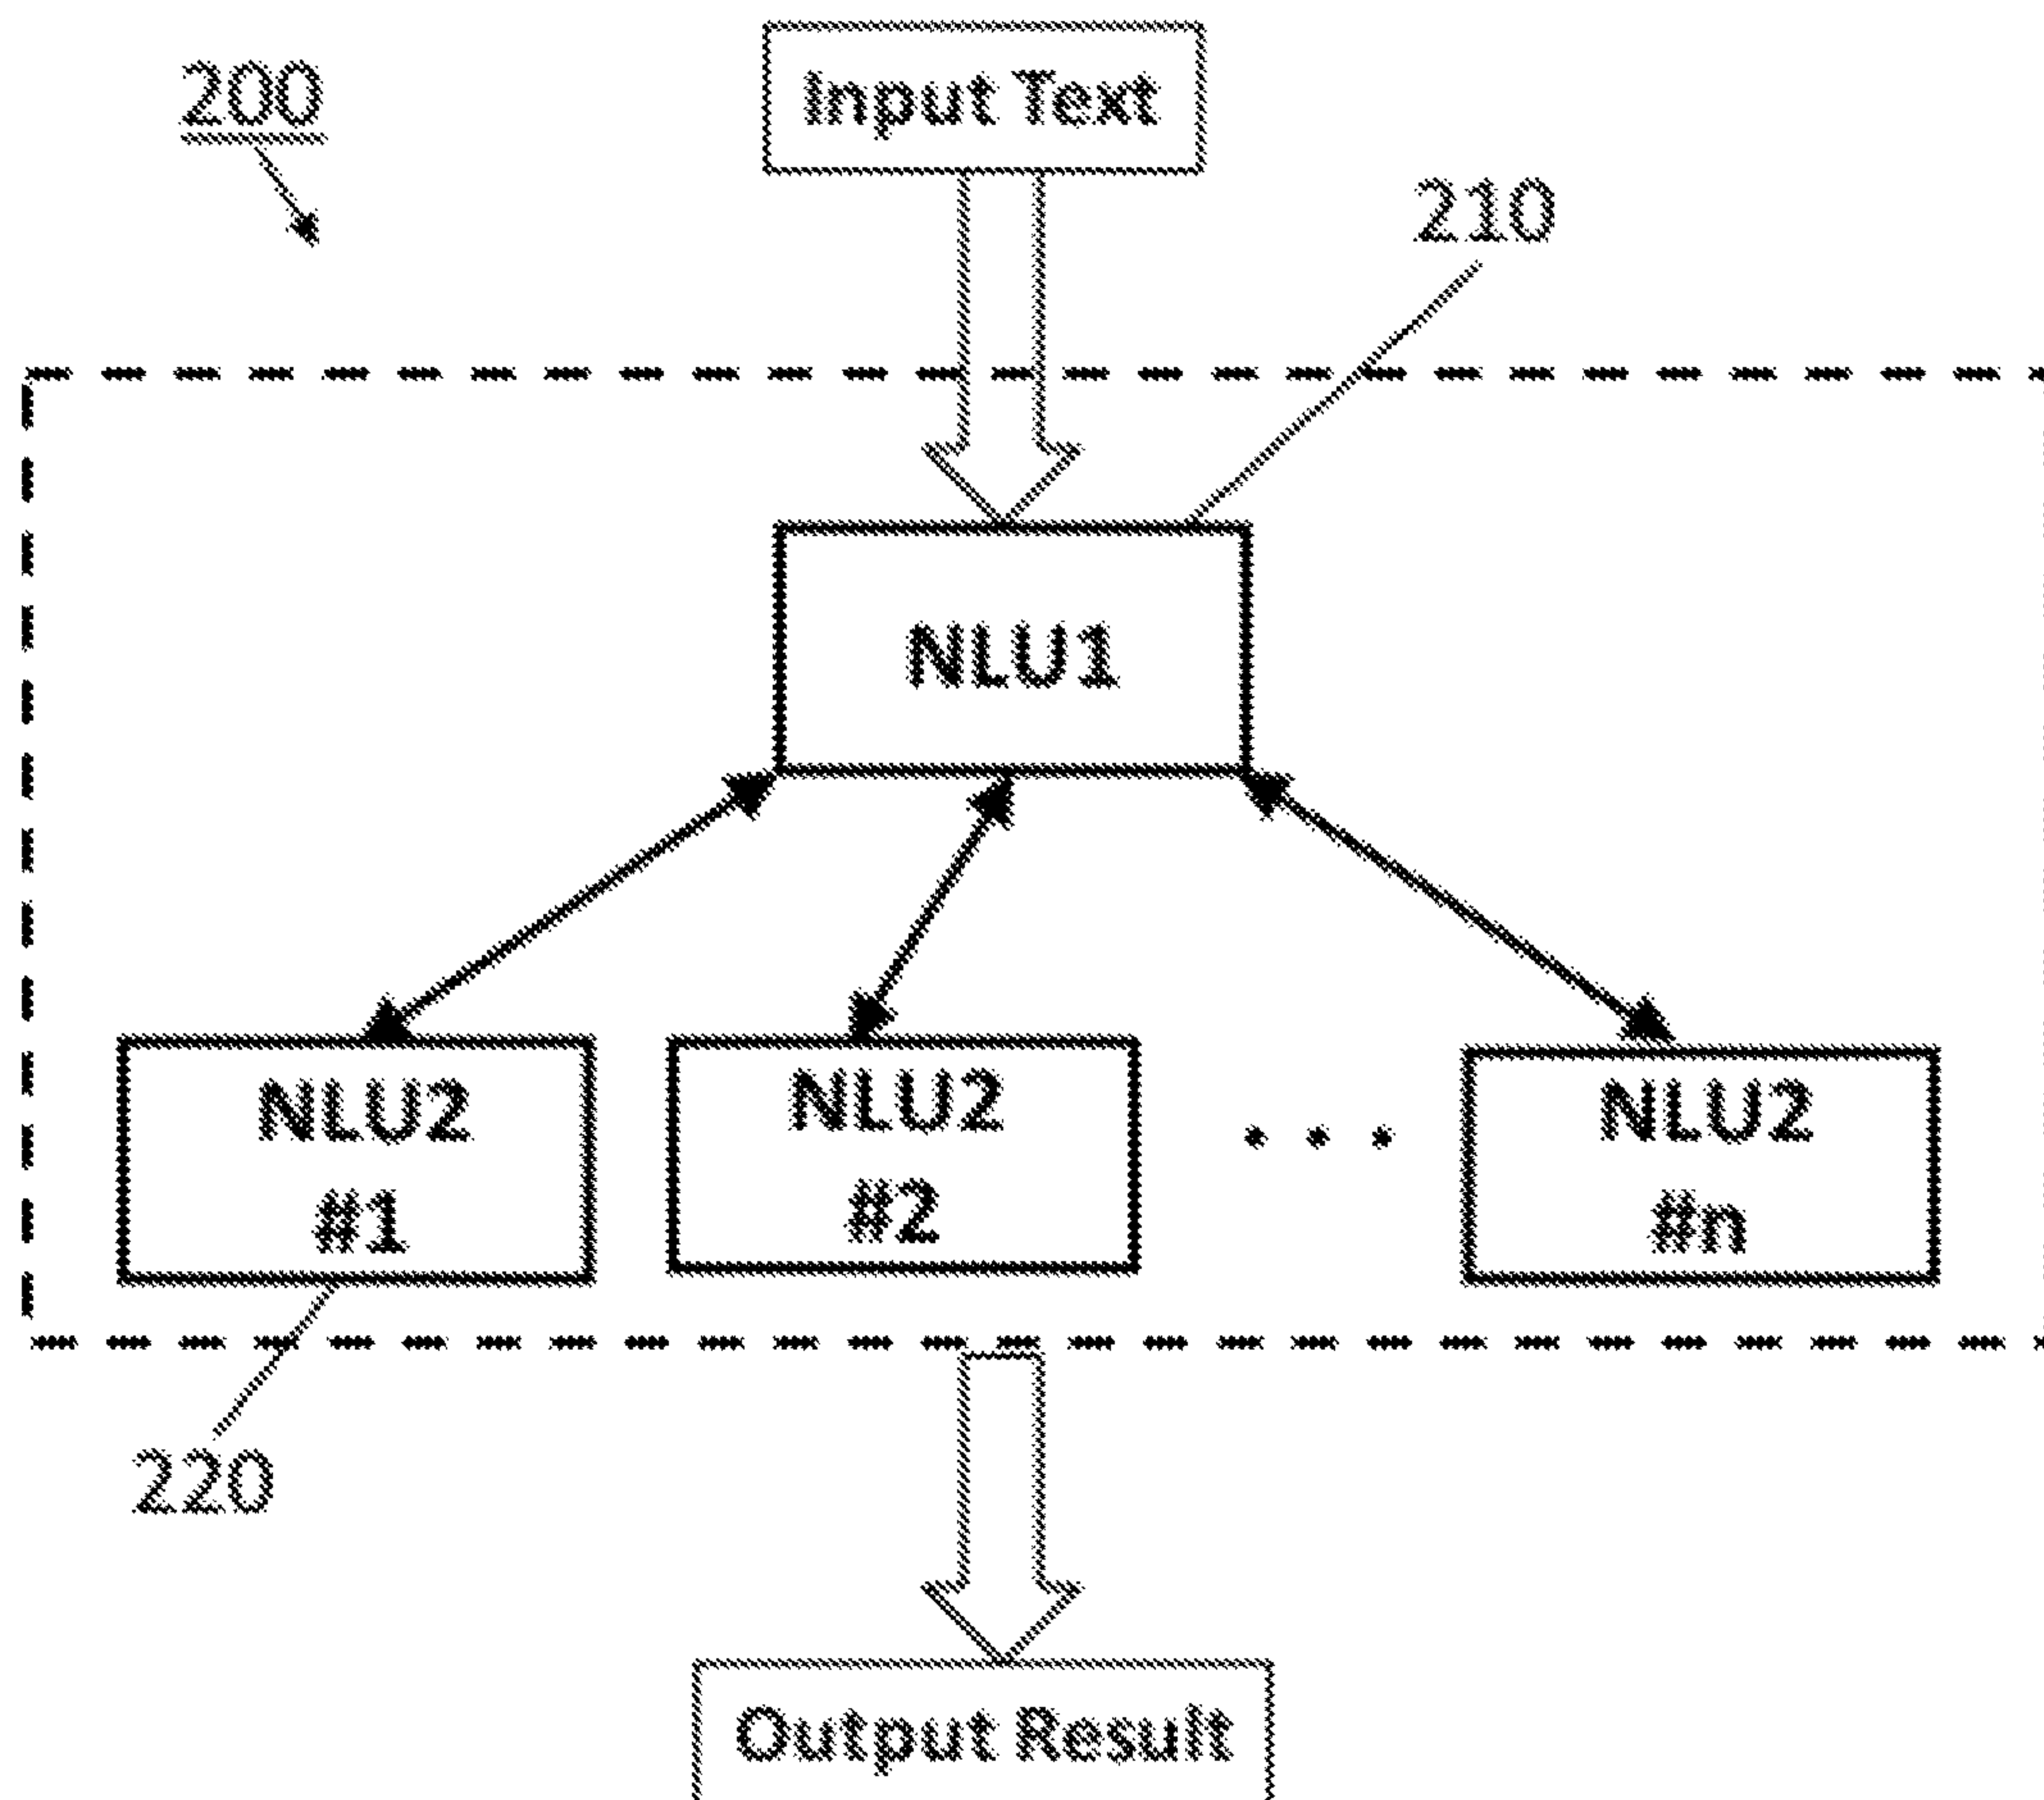 200
Input Text
210
NLU1
NLU2
#1
NLU2
#2
. . .
NLU2
#n
220
Output Result